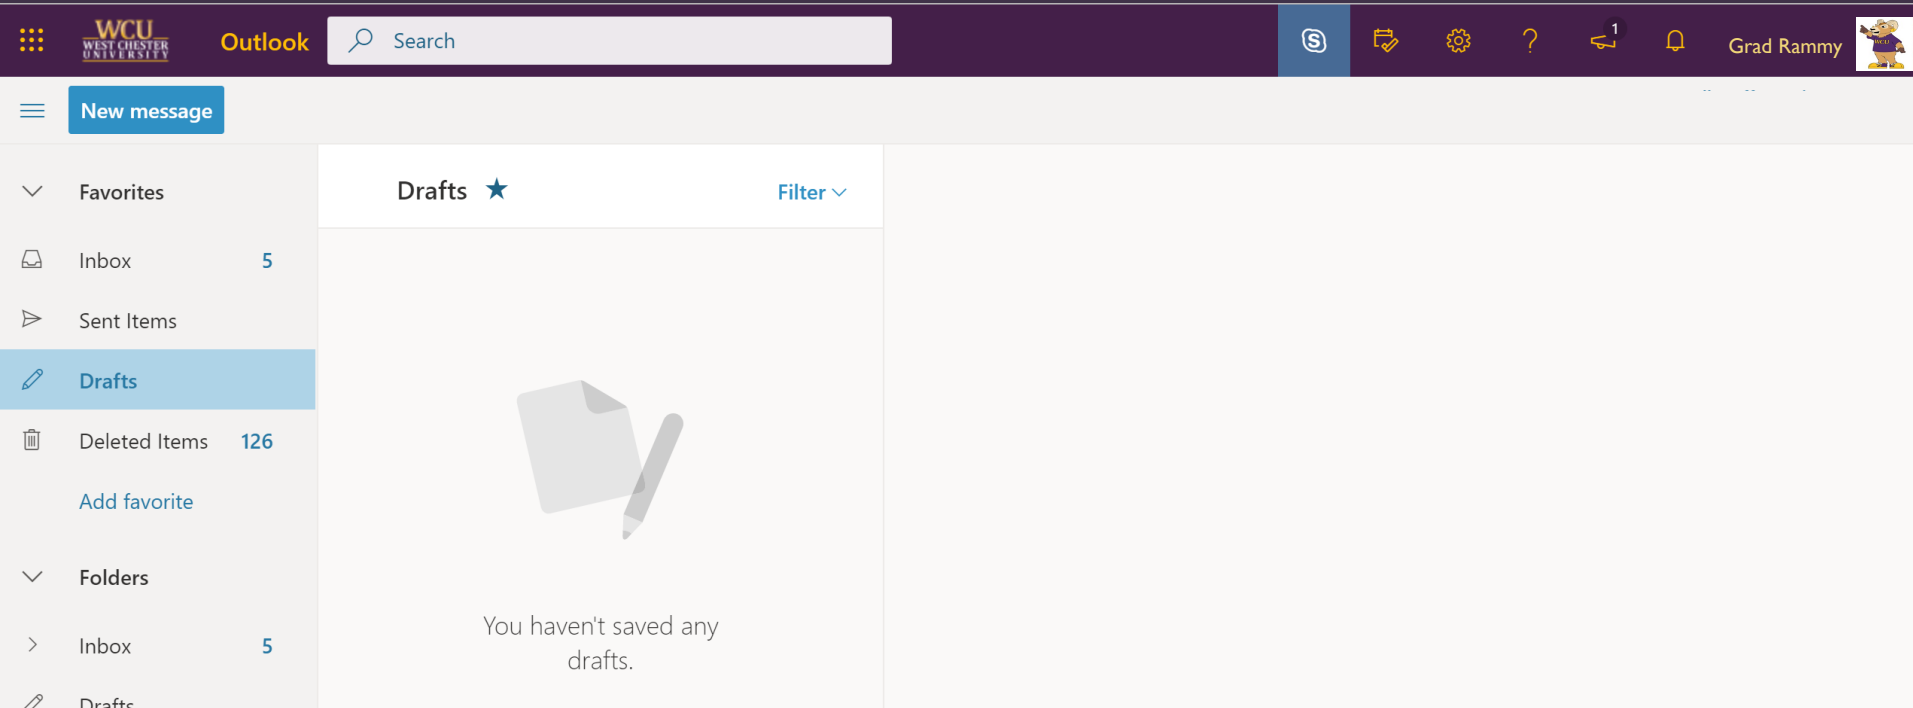 WCU
WEST CHESTER
UNIVERSITY
Outlook
Search
1
Grad Rammy
WCU
New message
Favorites
Drafts
Filter
Inbox 5
Sent Items
Drafts
Deleted Items 126
Add favorite
Folders
You haven't saved any
drafts.
Inbox 5
Drafts